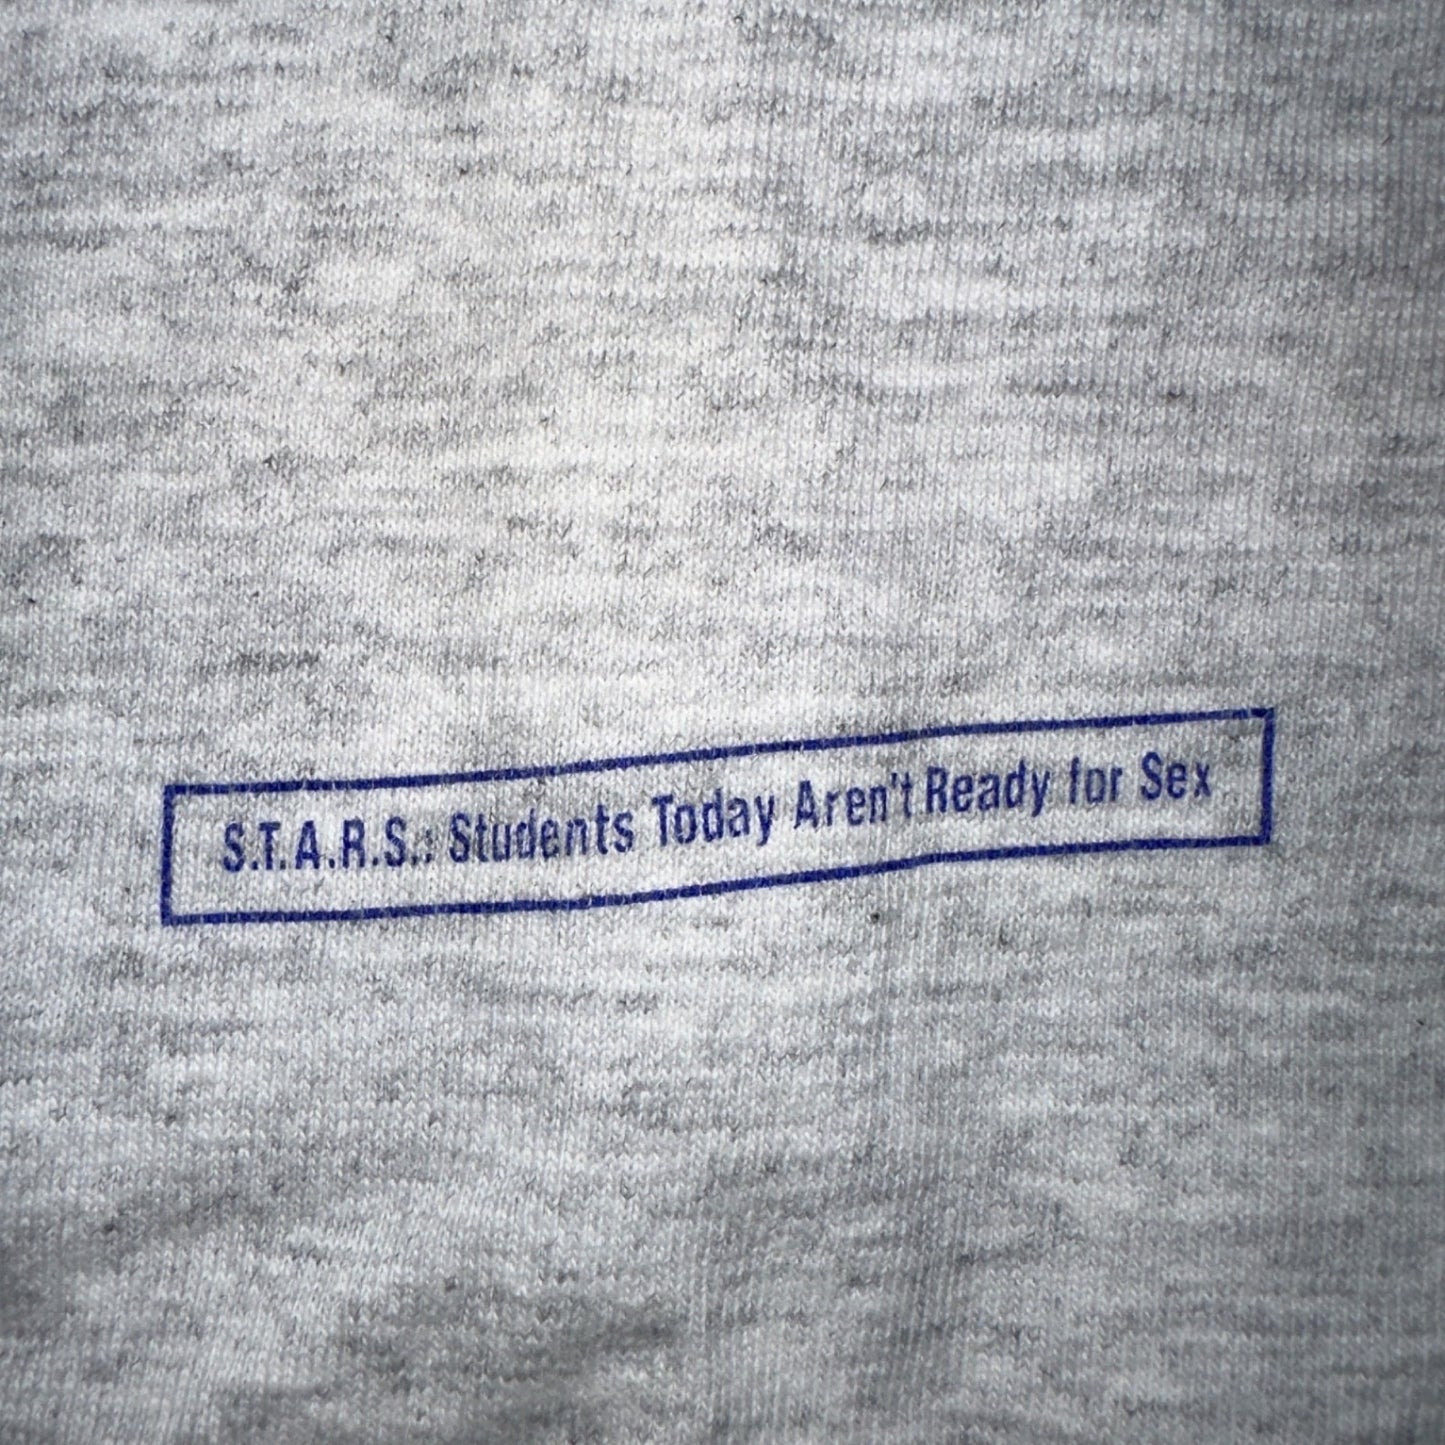 S.T.A.R.S.: Students Today Aren't Ready for Sex